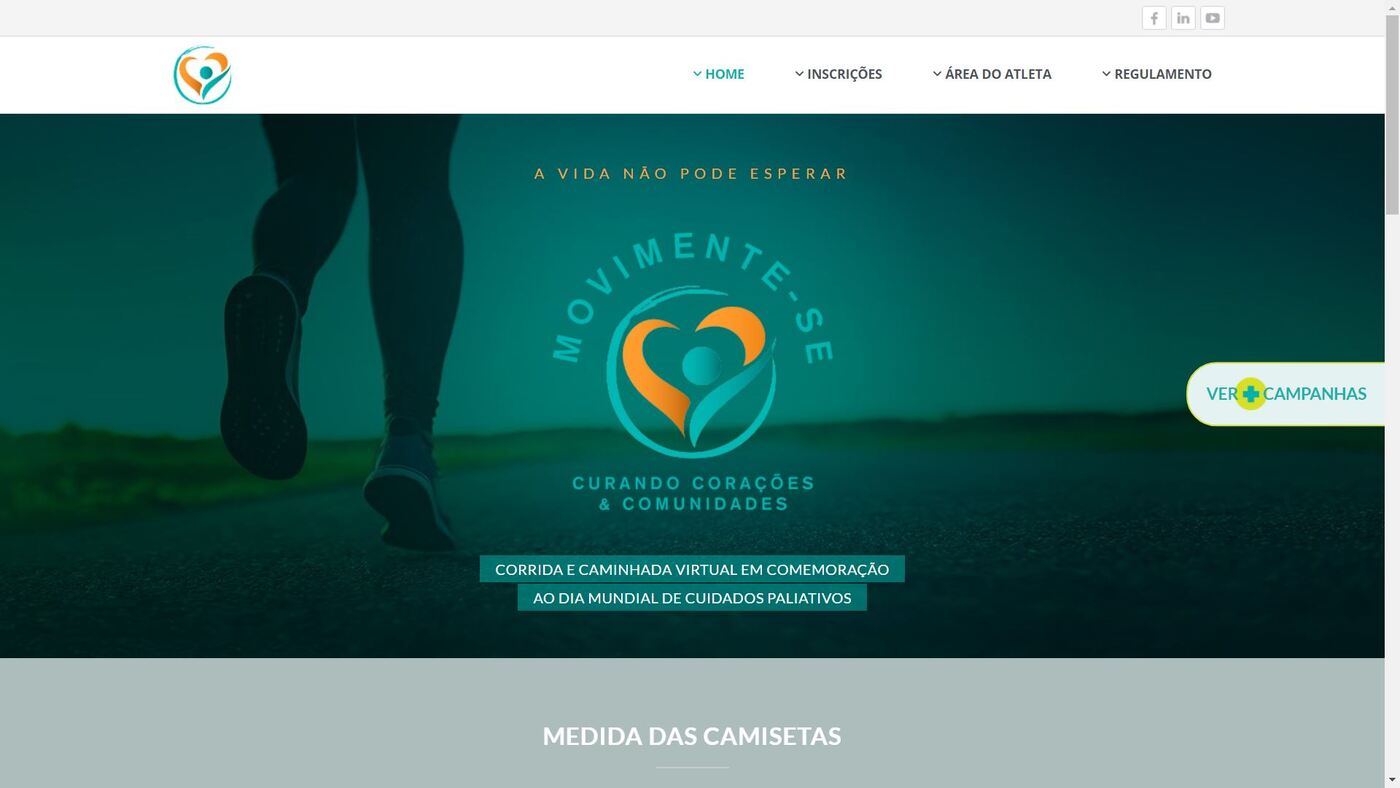 HOME
INSCRIÇÕES
ÁREA DO ATLETA
REGULAMENTO
A VIDA NÃO PODE ESPERAR
MOVIMENTE-SE
CURANDO CORAÇÕES
& COMUNIDADES
VER + CAMPANHAS
CORRIDA E CAMINHADA VIRTUAL EM COMEMORAÇÃO
AO DIA MUNDIAL DE CUIDADOS PALIATIVOS
MEDIDA DAS CAMISETAS